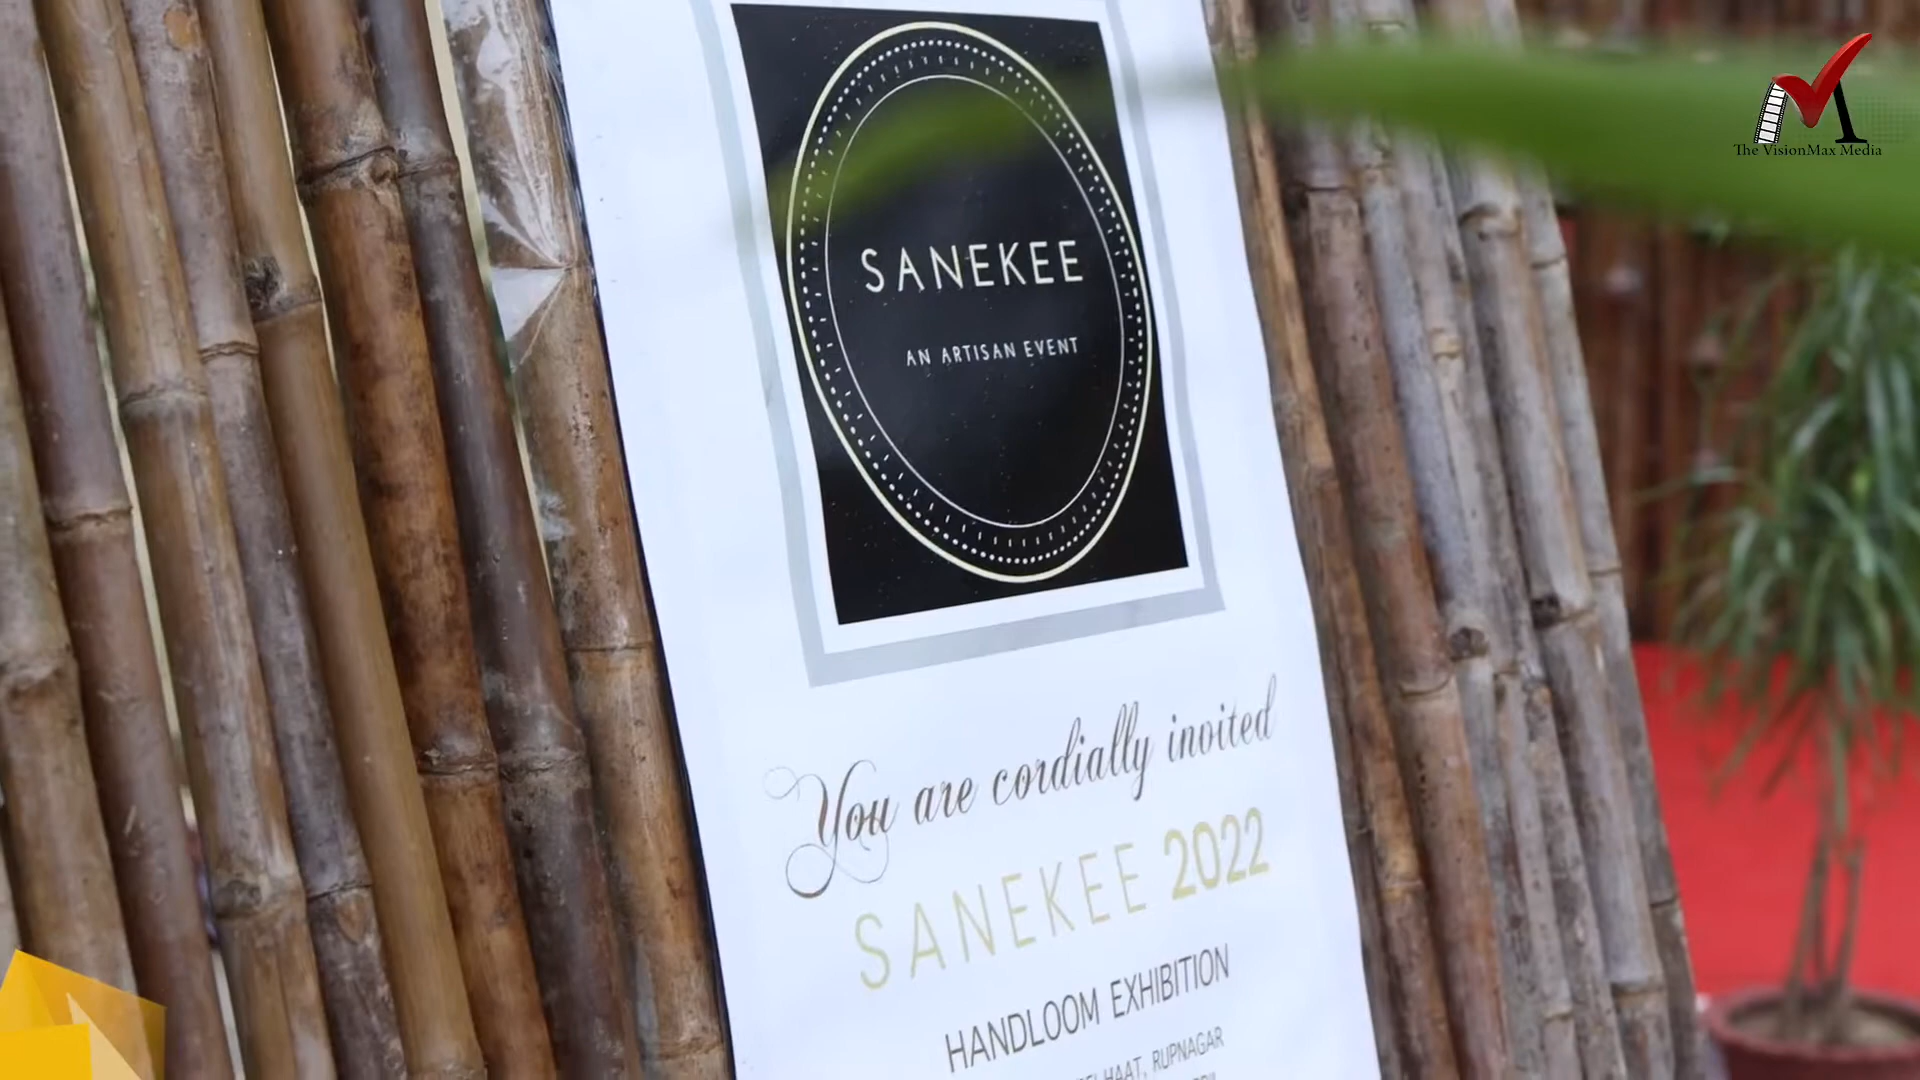 The VisionMax Media
SANEKEE
AN ARTISAN EVENT
You are cordially invited
SANEKEE 2022
HANDLOOM EXHIBITION
HAAT, RUPNAGAR